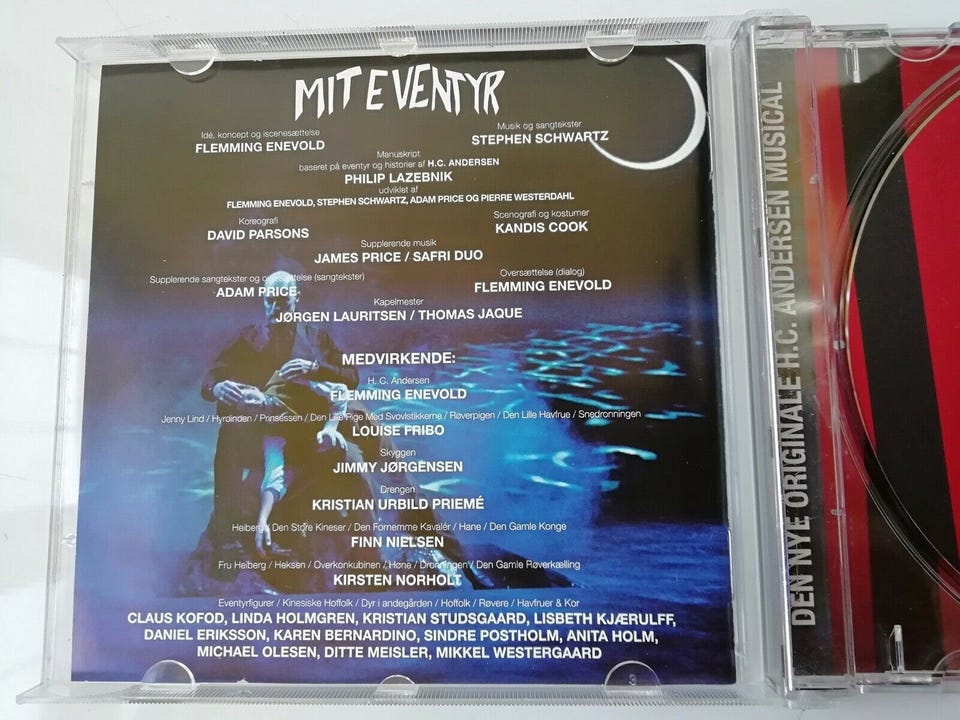 MIT EVENTYR
Idé, koncept og iscenesættelse
FLEMMING ENEVOLD
Musik og sangtekster
STEPHEN SCHWARTZ
Manuskript
baseret på eventyr og historier af H.C. ANDERSEN
PHILIP LAZEBNIK
udviklet af
FLEMMING ENEVOLD, STEPHEN SCHWARTZ, ADAM PRICE OG PIERRE WESTERDAHL
Koreografi
DAVID PARSONS
Scenografi og kostumer
KANDIS COOK
Supplerende musik
JAMES PRICE / SAFRI DUO
Supplerende sangtekster og oversættelse (sangtekster)
ADAM PRICE
Oversættelse (dialog)
FLEMMING ENEVOLD
Kapelmester
JØRGEN LAURITSEN / THOMAS JAQUE
MEDVIRKENDE:
H. C. Andersen
FLEMMING ENEVOLD
Jenny Lind / Hyrdinden / Prinsessen / Den Lille Pige Med Svovlstikkerne / Røverpigen / Den Lille Havfrue / Snedronningen
LOUISE FRIBO
Skyggen
JIMMY JØRGENSEN
Drengen
KRISTIAN URBILD PRIEMÉ
Heiberg / Den Store Kineser / Den Fornemme Kavalér / Hane / Den Gamle Konge
FINN NIELSEN
Fru Heiberg / Heksen / Overkonkubinen / Høne / Dronningen / Den Gamle Røverkælling
KIRSTEN NORHOLT
Eventyrfigurer / Kinesiske Hoffolk / Dyr i andegården / Hoffolk / Røvere / Havfruer & Kor
CLAUS KOFOD, LINDA HOLMGREN, KRISTIAN STUDSGAARD, LISBETH KJÆRULFF,
DANIEL ERIKSSON, KAREN BERNARDINO, SINDRE POSTHOLM, ANITA HOLM,
MICHAEL OLESEN, DITTE MEISLER, MIKKEL WESTERGAARD
3
DEN NYE ORIGINALE H.C. ANDERSEN MUSICAL